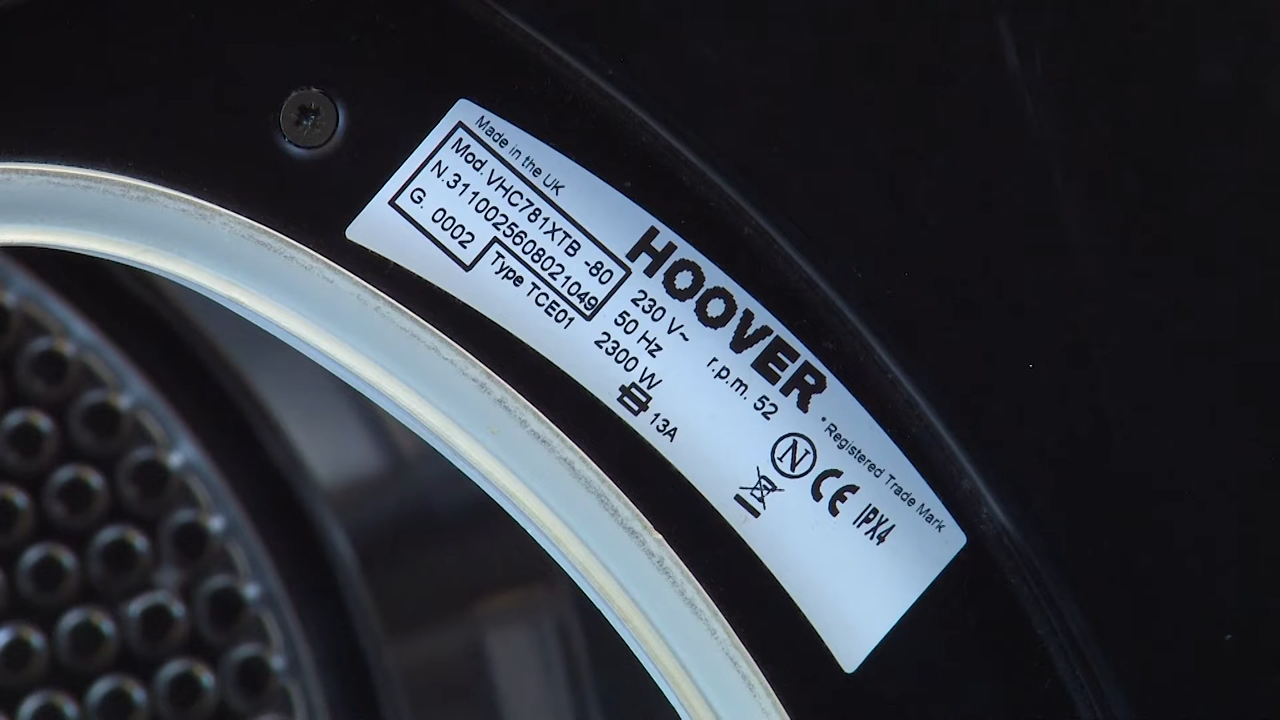 Made in the UK
Mod. VHC781XTB -80
N.3110025608021049
G. 0002
Type TCE01
HOOVER
230 V~
50 Hz
r.p.m. 52
2300 W
13A
• Registered Trade Mark
N
CE
IPX4